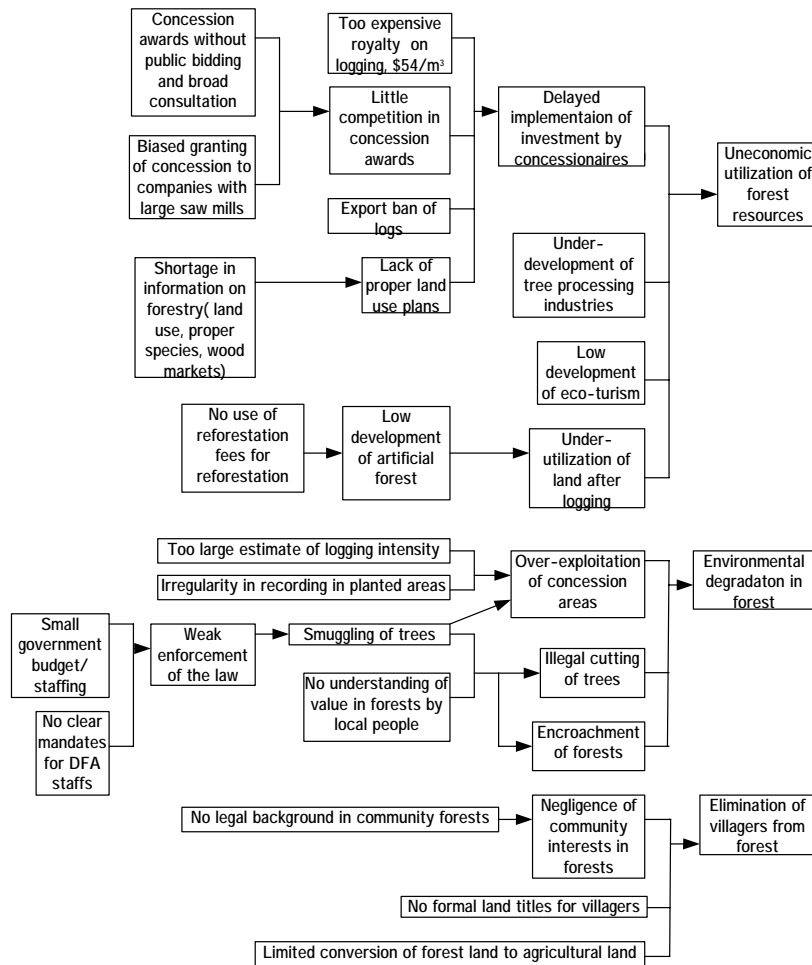 Concession
awards without
public bidding
and broad
consultation
Too expensive
royalty on
logging, $54/m³
Little
competition in
concession
awards
Delayed
implementaion of
investment by
concessionaires
Uneconomic
utilization of
forest
resources
Biased granting
of concession to
companies with
large saw mills
Export ban of
logs
Shortage in
information on
forestry( land
use, proper
species, wood
markets)
Lack of
proper land
use plans
Under-
development of
tree processing
industries
Low
development
of eco-turism
No use of
reforestation
fees for
reforestation
Low
development
of artificial
forest
Under-
utilization of
land after
logging
Too large estimate of logging intensity
Irregularity in recording in planted areas
Over-exploitation
of concession
areas
Environmental
degradaton in
forest
Small
government
budget/
staffing
Weak
enforcement
of the law
Smuggling of trees
No understanding of
value in forests by
local people
Illegal cutting
of trees
No clear
mandates
for DFA
staffs
Encroachment
of forests
No legal background in community forests
Negligence of
community
interests in
forests
Elimination of
villagers from
forest
No formal land titles for villagers
Limited conversion of forest land to agricultural land